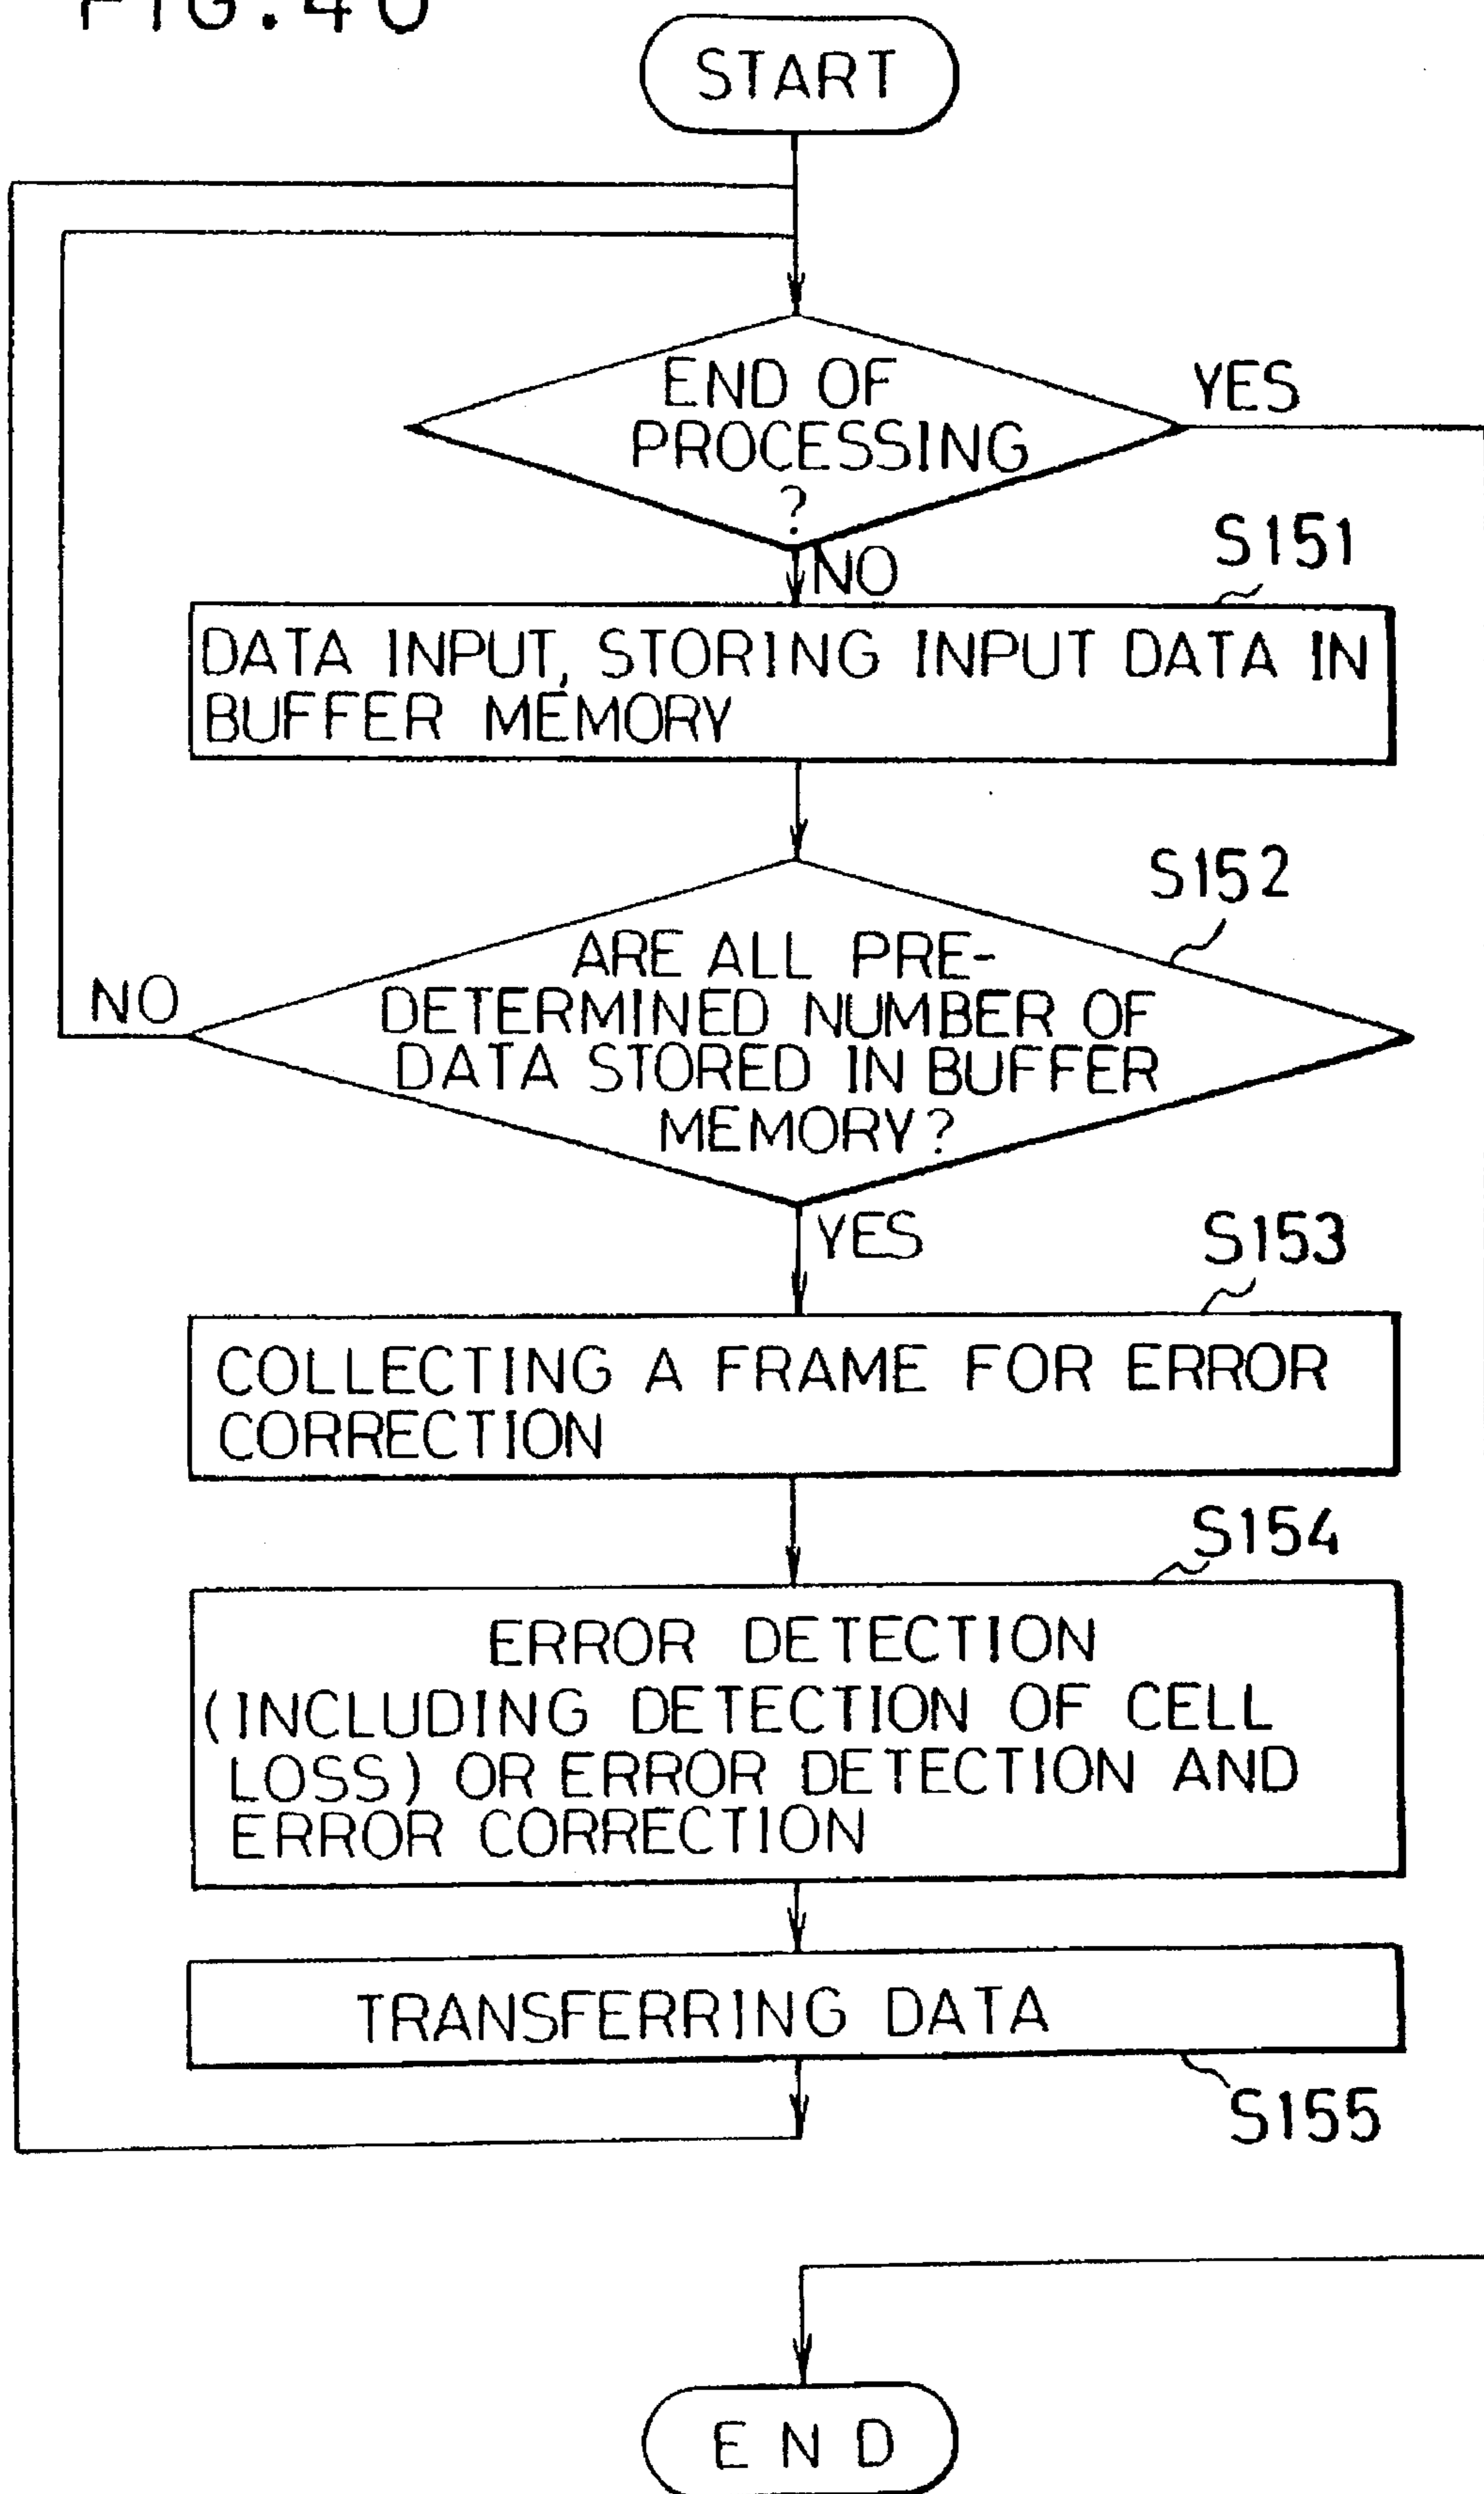 FIG.40
START
END OF
PROCESSING
?
YES
NO
S151
DATA INPUT, STORING INPUT DATA IN
BUFFER MEMORY
S152
ARE ALL PRE-
DETERMINED NUMBER OF
DATA STORED IN BUFFER
MEMORY?
NO
YES
S153
COLLECTING A FRAME FOR ERROR
CORRECTION
S154
ERROR DETECTION
(INCLUDING DETECTION OF CELL
LOSS) OR ERROR DETECTION AND
ERROR CORRECTION
TRANSFERRING DATA
S155
END